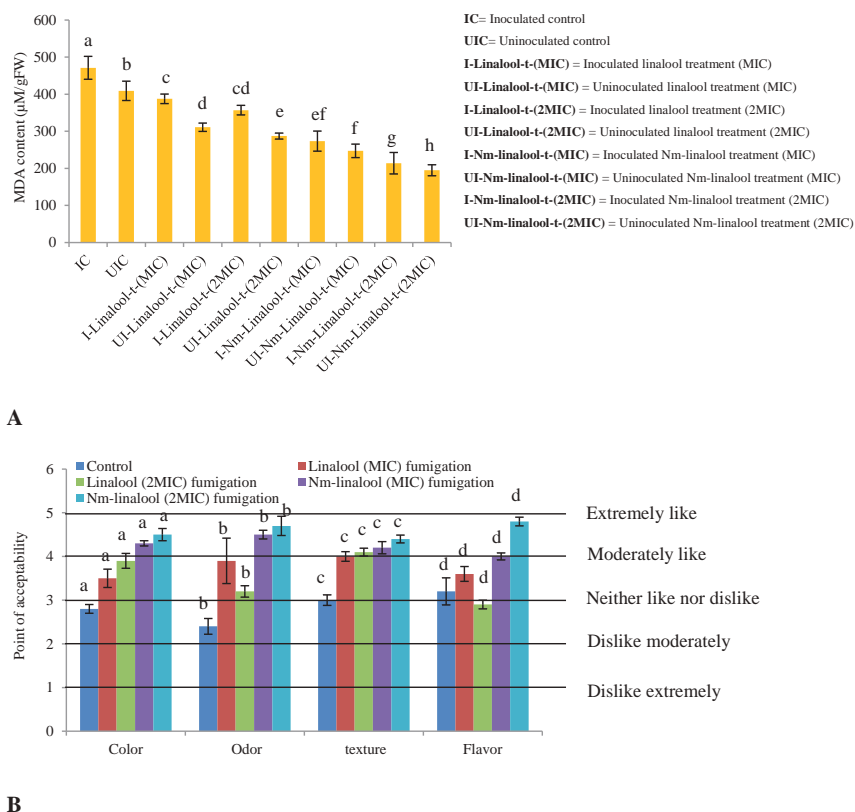 600
500
400
300
200
100
0
MDA content (µM/gFW)
a
b
c
d
cd
e
ef
f
g
h
IC
UIC
I-Linalool-t-(MIC)
UI-Linalool-t-(MIC)
I-Linalool-t-(2MIC)
UI-Linalool-t-(2MIC)
I-Nm-Linalool-t-(MIC)
UI-Nm-Linalool-t-(MIC)
I-Nm-Linalool-t-(2MIC)
UI-Nm-Linalool-t-(2MIC)
IC= Inoculated control
UIC= Uninoculated control
I-Linalool-t-(MIC) = Inoculated linalool treatment (MIC)
UI-Linalool-t-(MIC) = Uninoculated linalool treatment (MIC)
I-Linalool-t-(2MIC) = Inoculated linalool treatment (2MIC)
UI-Linalool-t-(2MIC) = Uninoculated linalool treatment (2MIC)
I-Nm-linalool-t-(MIC) = Inoculated Nm-linalool treatment (MIC)
UI-Nm-linalool-t-(MIC) = Uninoculated Nm-linalool treatment (MIC)
I-Nm-linalool-t-(2MIC) = Inoculated Nm-linalool treatment (2MIC)
UI-Nm-linalool-t-(2MIC) = Uninoculated Nm-linalool treatment (2MIC)
A
6
5
4
3
2
1
0
Point of acceptability
Control
Linalool (MIC) fumigation
Linalool (2MIC) fumigation
Nm-linalool (MIC) fumigation
Nm-linalool (2MIC) fumigation
a
a
a
a
a
b
b
b
b
b
c
c
c
c
c
d
d
d
d
d
Color
Odor
texture
Flavor
Extremely like
Moderately like
Neither like nor dislike
Dislike moderately
Dislike extremely
B